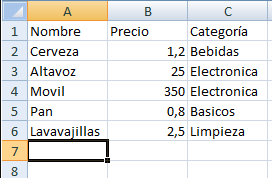 A B C
1 Nombre Precio Categoría
2 Cerveza 1,2 Bebidas
3 Altavoz 25 Electronica
4 Movil 350 Electronica
5 Pan 0,8 Basicos
6 Lavavajillas 2,5 Limpieza
7
8